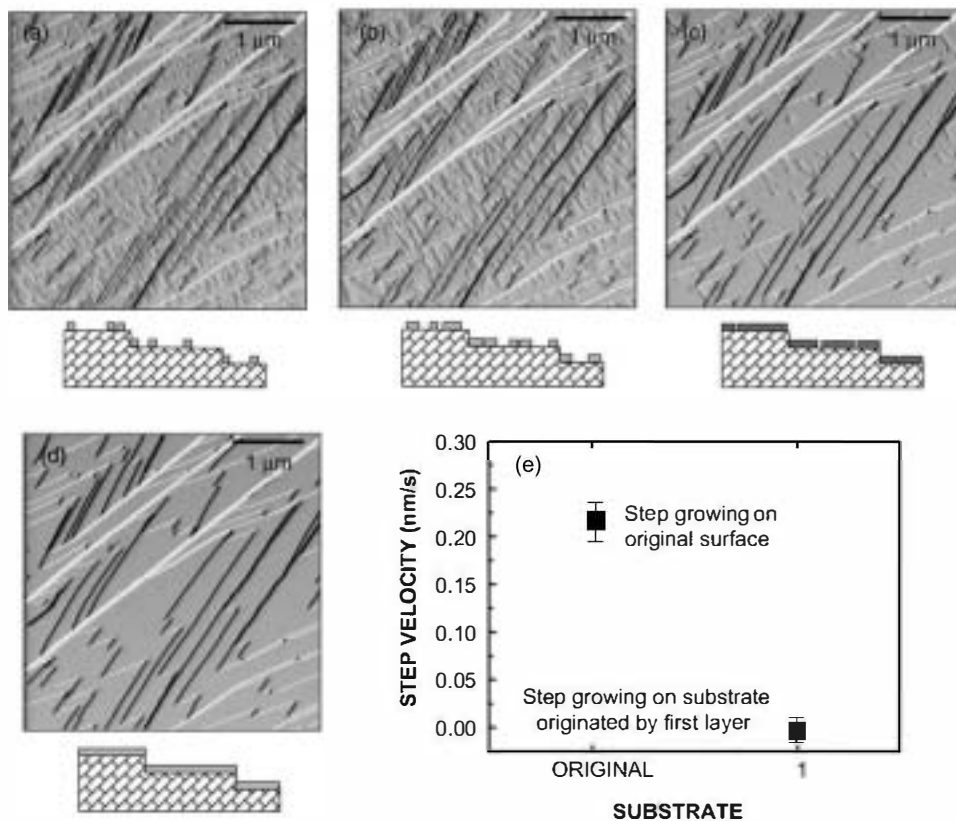 (a)
1 µm
(b)
1 µm
(c)
1 µm
(d)
1 µm
0.30
0.25
0.20
0.15
0.10
0.05
0.00
STEP VELOCITY (nm/s)
(e)
Step growing on
original surface
Step growing on substrate
originated by first layer
ORIGINAL
1
SUBSTRATE